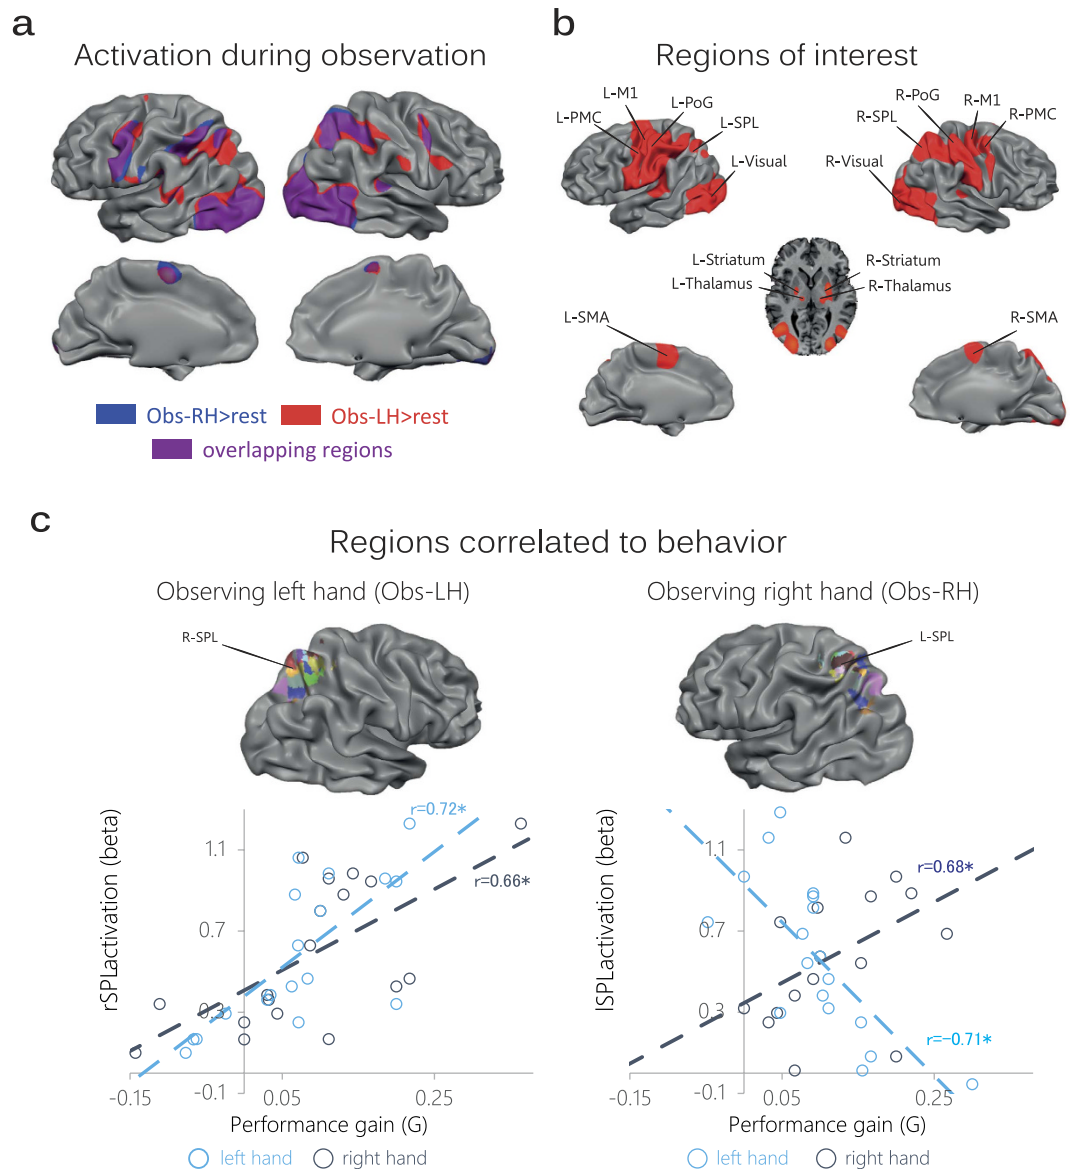 a
Activation during observation
Obs-RH>rest
Obs-LH>rest
overlapping regions
b
Regions of interest
L-M1
L-PoG
L-PMC
L-SPL
L-Visual
R-PoG
R-M1
R-SPL
R-PMC
R-Visual
L-Striatum
R-Striatum
L-Thalamus
R-Thalamus
L-SMA
R-SMA
c
Regions correlated to behavior
Observing left hand (Obs-LH)
R-SPL
rSPLactivation (beta)
1.1
0.7
0.3
-0.1
-0.15
0.05
0.25
r=0.72*
r=0.66*
Performance gain (G)
left hand
right hand
Observing right hand (Obs-RH)
L-SPL
lSPLactivation (beta)
1.1
0.7
0.3
-0.1
-0.15
0.05
0.25
r=0.68*
r=-0.71*
Performance gain (G)
left hand
right hand